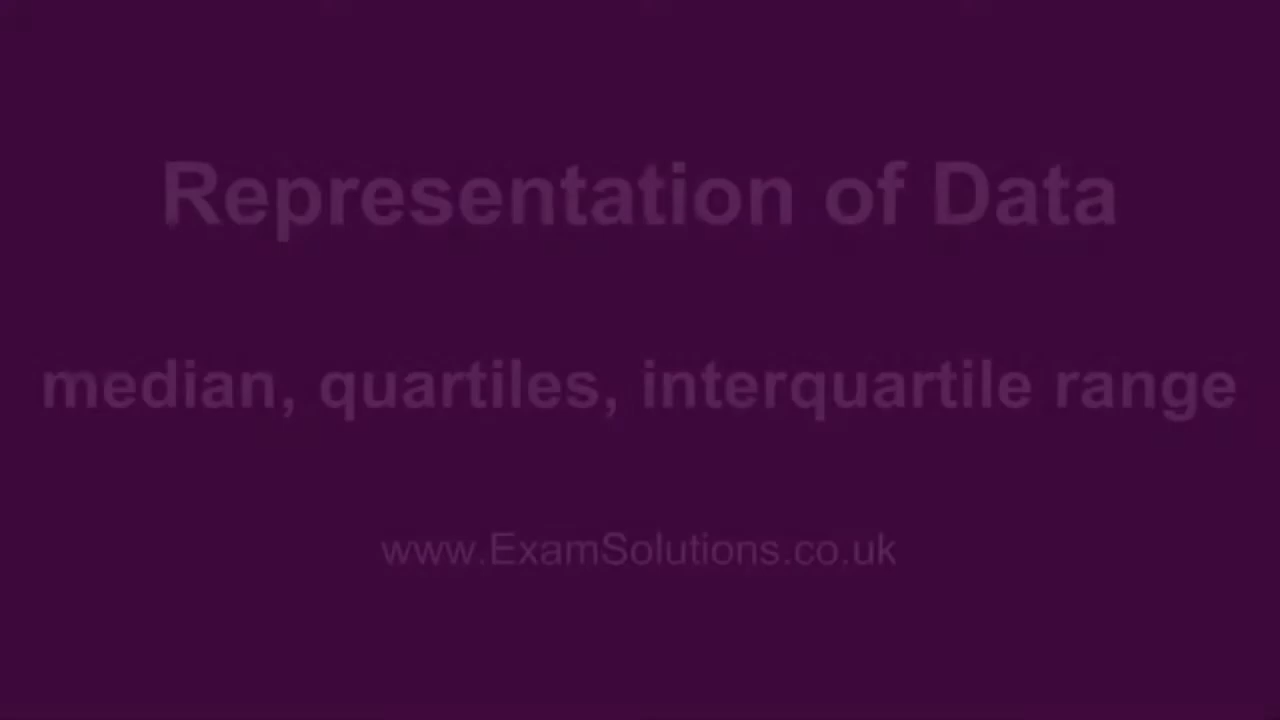 Representation of Data
median, quartiles, interquartile range
www.ExamSolutions.co.uk